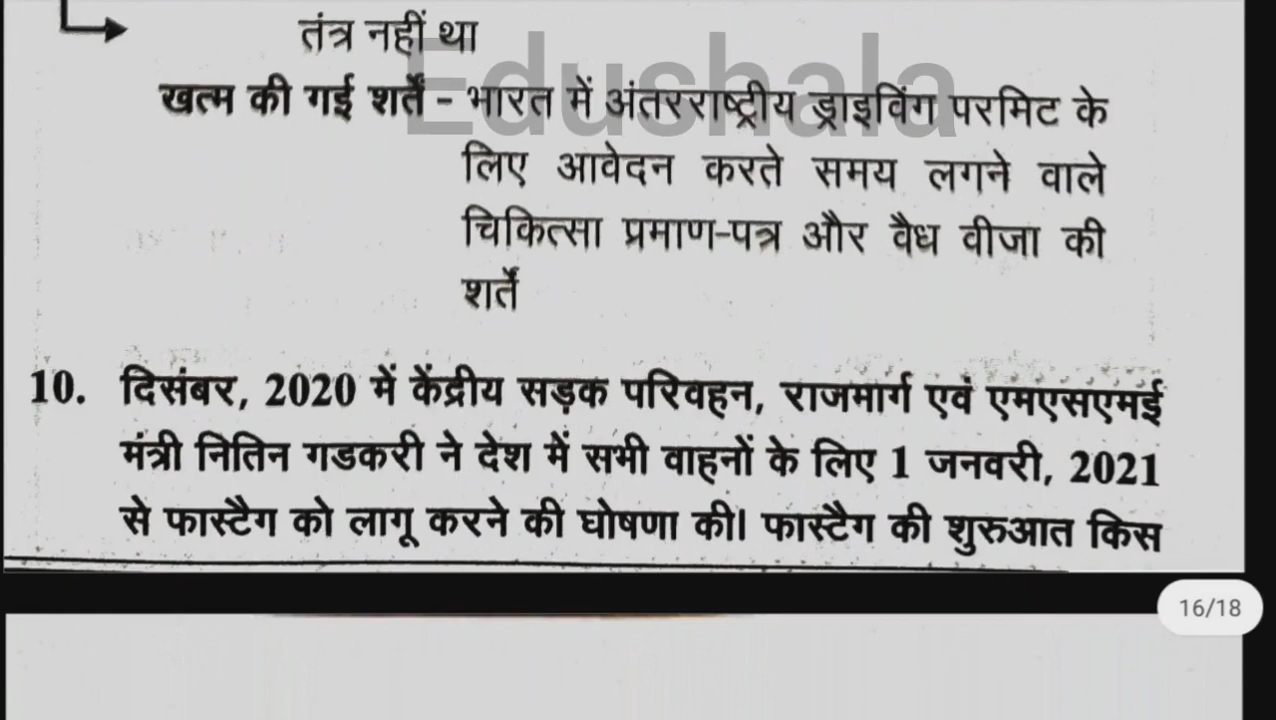 तंत्र नहीं था
Edushala
खत्म की गई शर्तें - भारत में अंतरराष्ट्रीय ड्राइविंग परमिट के
लिए आवेदन करते समय लगने वाले
चिकित्सा प्रमाण-पत्र और वैध वीजा की
शर्तें
10. दिसंबर, 2020 में केंद्रीय सड़क परिवहन, राजमार्ग एवं एमएसएमई
मंत्री नितिन गडकरी ने देश में सभी वाहनों के लिए 1 जनवरी, 2021
से फास्टैग को लागू करने की घोषणा की। फास्टैग की शुरुआत किस
16/18